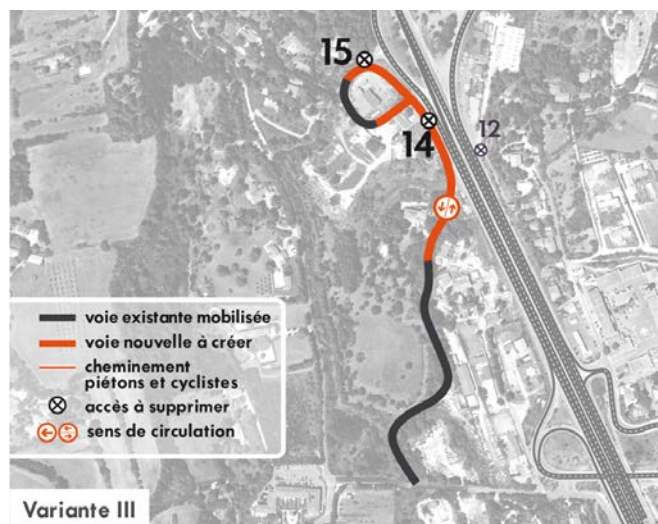 15
14
12
voie existante mobilisée
voie nouvelle à créer
cheminement
piétons et cyclistes
accès à supprimer
sens de circulation
Variante III